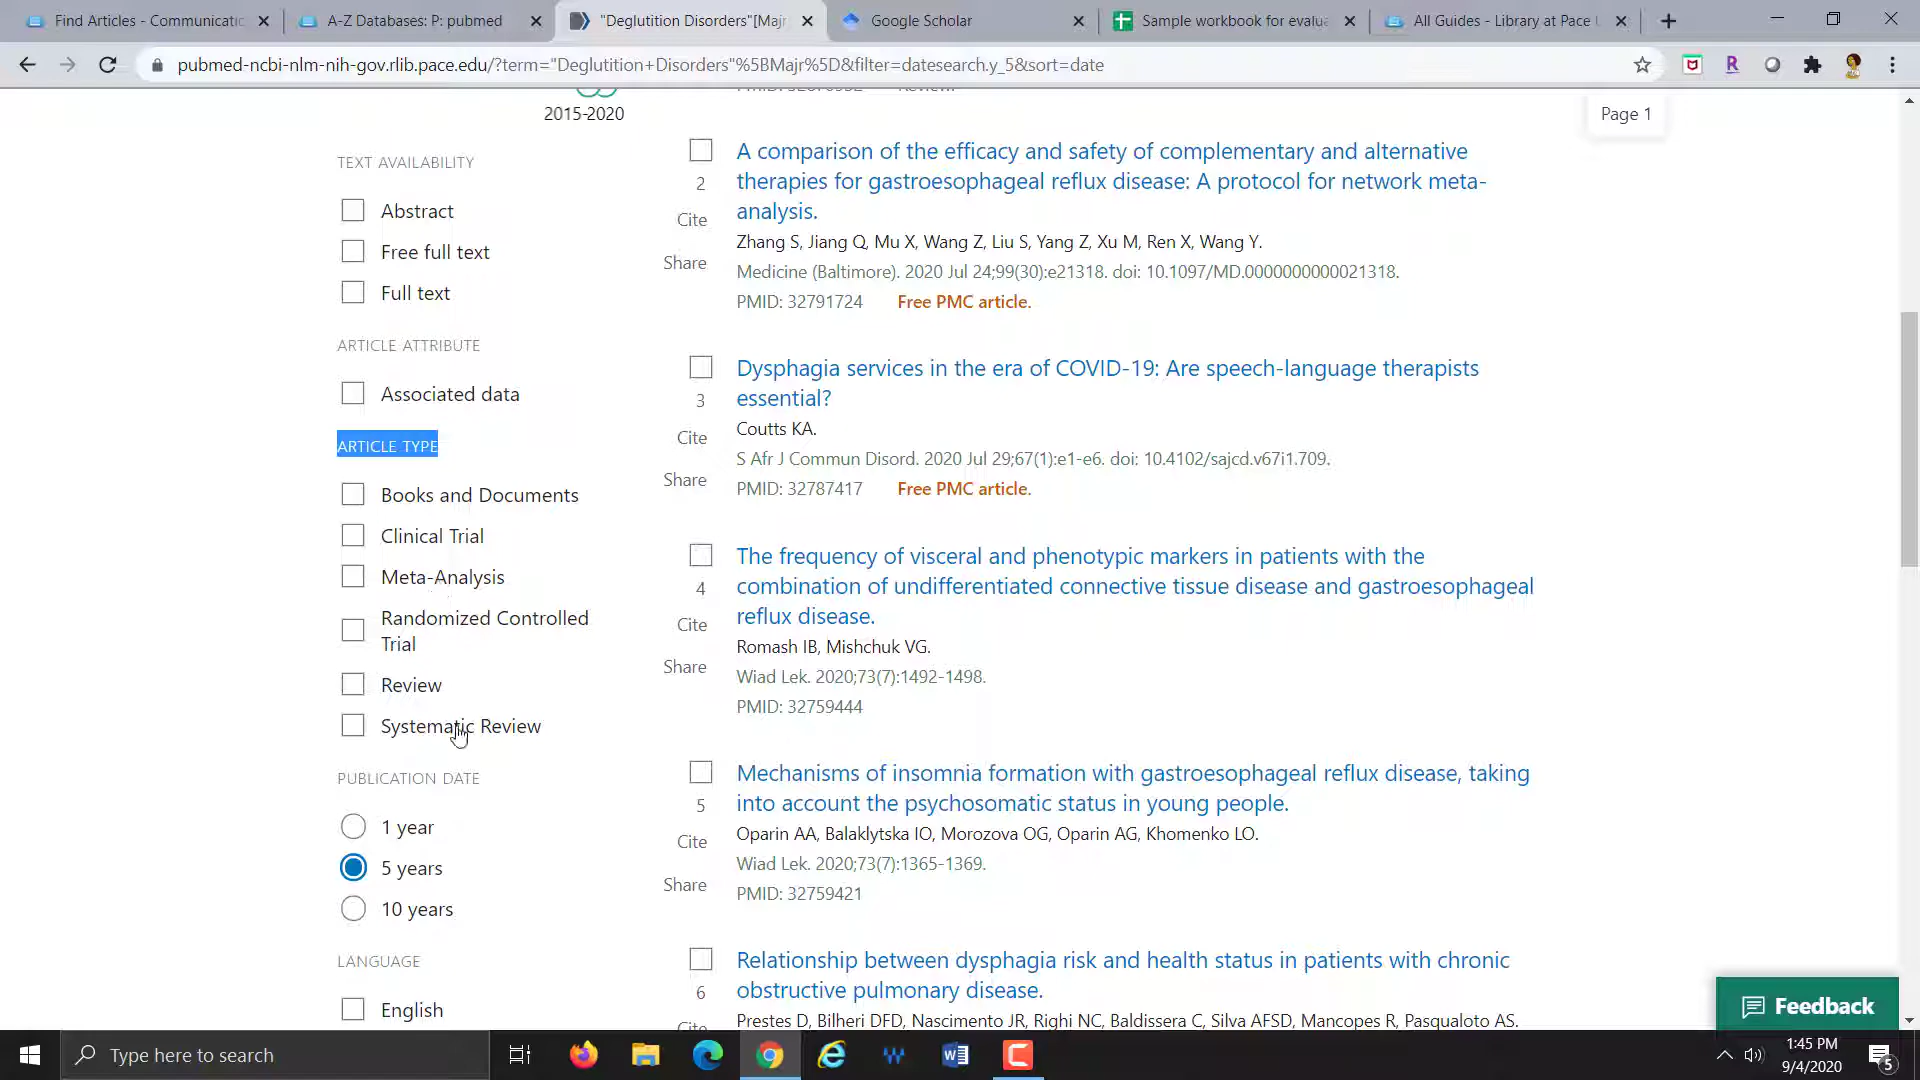 Find Articles - Communicatic
A-Z Databases: P: pubmed
"Deglutition Disorders"[Majr
Google Scholar
Sample workbook for evalua
All Guides - Library at Pace U
pubmed-ncbi-nlm-nih-gov.rlib.pace.edu/?term="Deglutition+Disorders"%5BMajr%5D&filter=datesearch.y_5&sort=date
2015-2020
TEXT AVAILABILITY
Abstract
Free full text
Full text
ARTICLE ATTRIBUTE
Associated data
ARTICLE TYPE
Books and Documents
Clinical Trial
Meta-Analysis
Randomized Controlled
Trial
Review
Systematic Review
PUBLICATION DATE
1 year
5 years
10 years
LANGUAGE
English
Page 1
2
Cite
Share
A comparison of the efficacy and safety of complementary and alternative
therapies for gastroesophageal reflux disease: A protocol for network meta-
analysis.
Zhang S, Jiang Q, Mu X, Wang Z, Liu S, Yang Z, Xu M, Ren X, Wang Y.
Medicine (Baltimore). 2020 Jul 24;99(30):e21318. doi: 10.1097/MD.0000000000021318.
PMID: 32791724 Free PMC article.
3
Cite
Share
Dysphagia services in the era of COVID-19: Are speech-language therapists
essential?
Coutts KA.
S Afr J Commun Disord. 2020 Jul 29;67(1):e1-e6. doi: 10.4102/sajcd.v67i1.709.
PMID: 32787417 Free PMC article.
4
Cite
Share
The frequency of visceral and phenotypic markers in patients with the
combination of undifferentiated connective tissue disease and gastroesophageal
reflux disease.
Romash IB, Mishchuk VG.
Wiad Lek. 2020;73(7):1492-1498.
PMID: 32759444
5
Cite
Share
Mechanisms of insomnia formation with gastroesophageal reflux disease, taking
into account the psychosomatic status in young people.
Oparin AA, Balaklytska IO, Morozova OG, Oparin AG, Khomenko LO.
Wiad Lek. 2020;73(7):1365-1369.
PMID: 32759421
6
Cite
Relationship between dysphagia risk and health status in patients with chronic
obstructive pulmonary disease.
Prestes D, Bilheri DFD, Nascimento JR, Righi NC, Baldissera C, Silva AFSD, Mancopes R, Pasqualoto AS.
Feedback
Type here to search
1:45 PM
9/4/2020
5